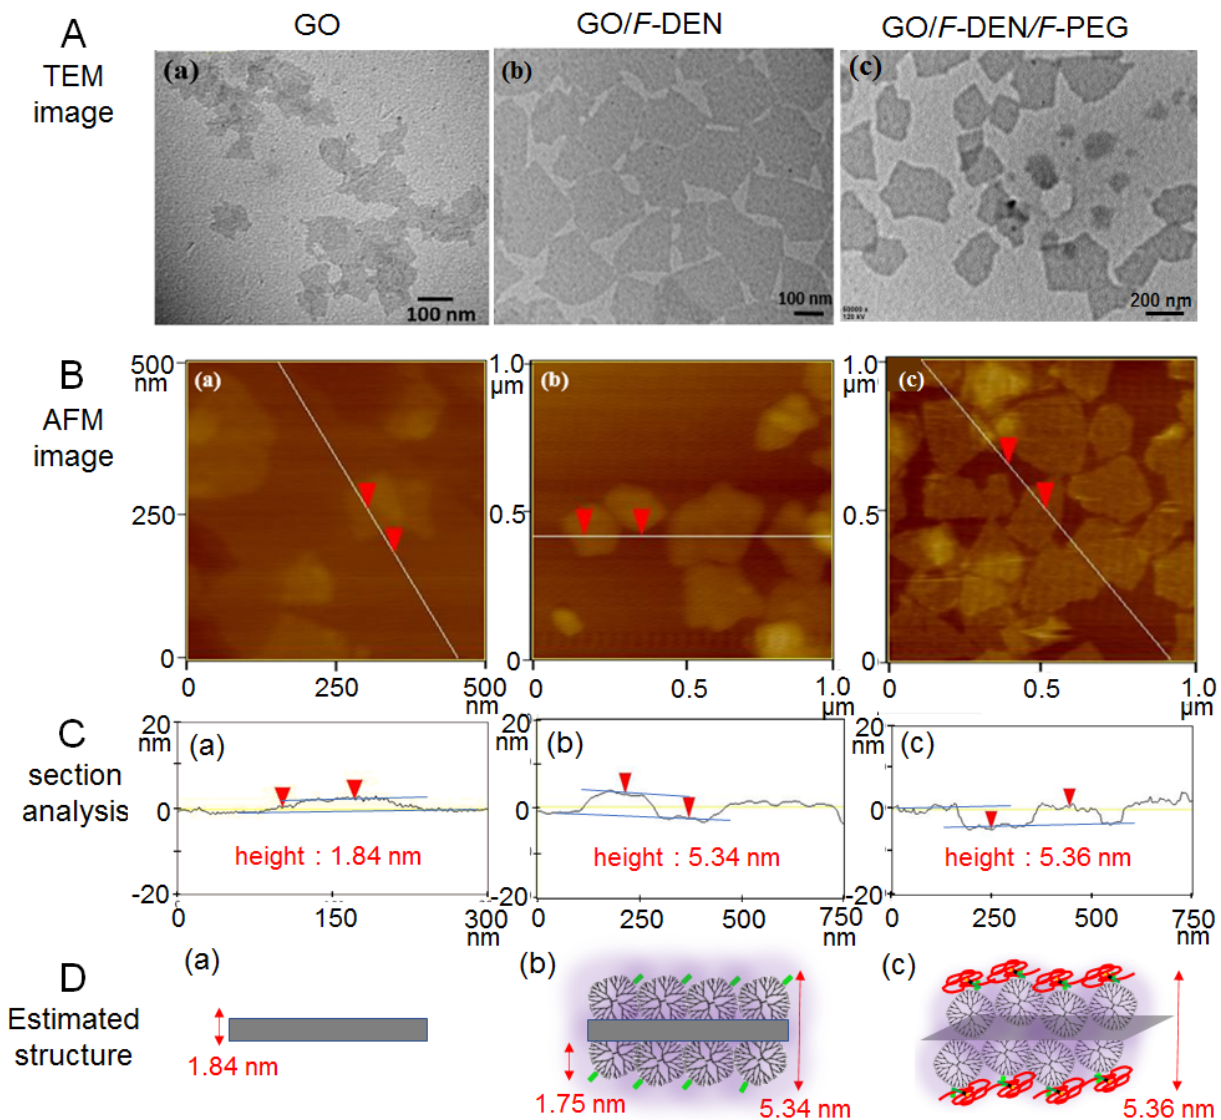 A
TEM
image
GO
GO/F-DEN
GO/F-DEN/F-PEG
(a)
100 nm
(b)
100 nm
(c)
200 nm
50000 x
120 kV
B
AFM
image
500
nm
250
0
(a)
0
250
500
nm
1.0
µm
0.5
0
(b)
0
0.5
1.0
µm
1.0
µm
0.5
0
(c)
0
0.5
1.0
µm
C
section
analysis
20
nm
0
-20
(a)
height : 1.84 nm
0
150
300
nm
20
nm
0
-20
(b)
height : 5.34 nm
0
250
500
750
nm
20
nm
0
-20
(c)
height : 5.36 nm
0
250
500
750
nm
D
Estimated
structure
(a)
1.84 nm
(b)
1.75 nm
5.34 nm
(c)
5.36 nm